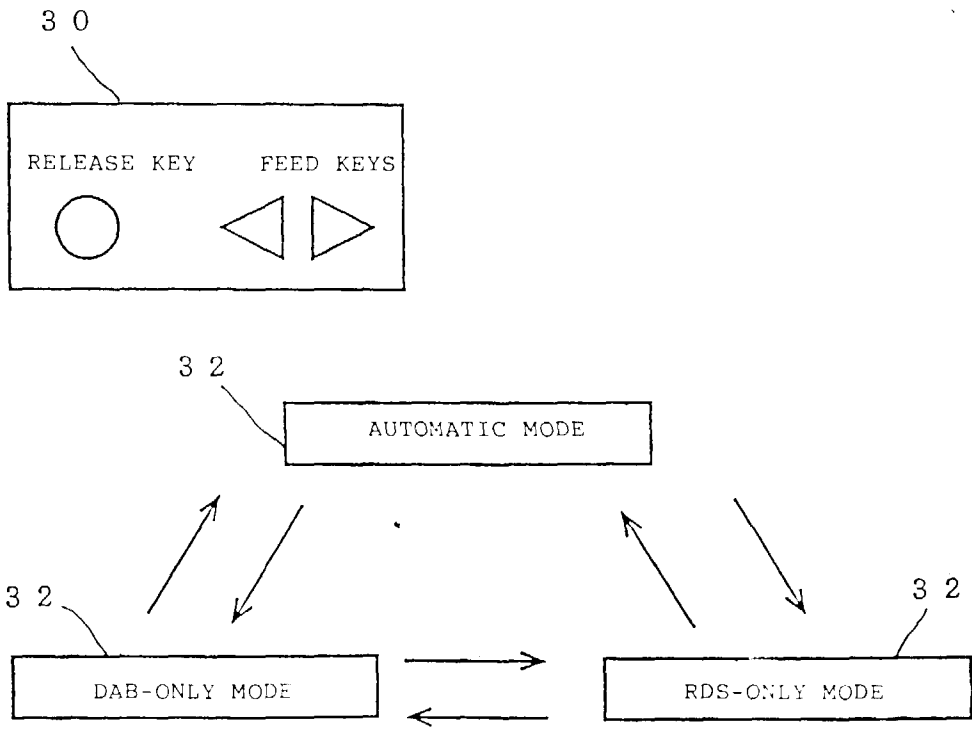 30
RELEASE KEY FEED KEYS
32
AUTOMATIC MODE
32
32
DAB-ONLY MODE
RDS-ONLY MODE